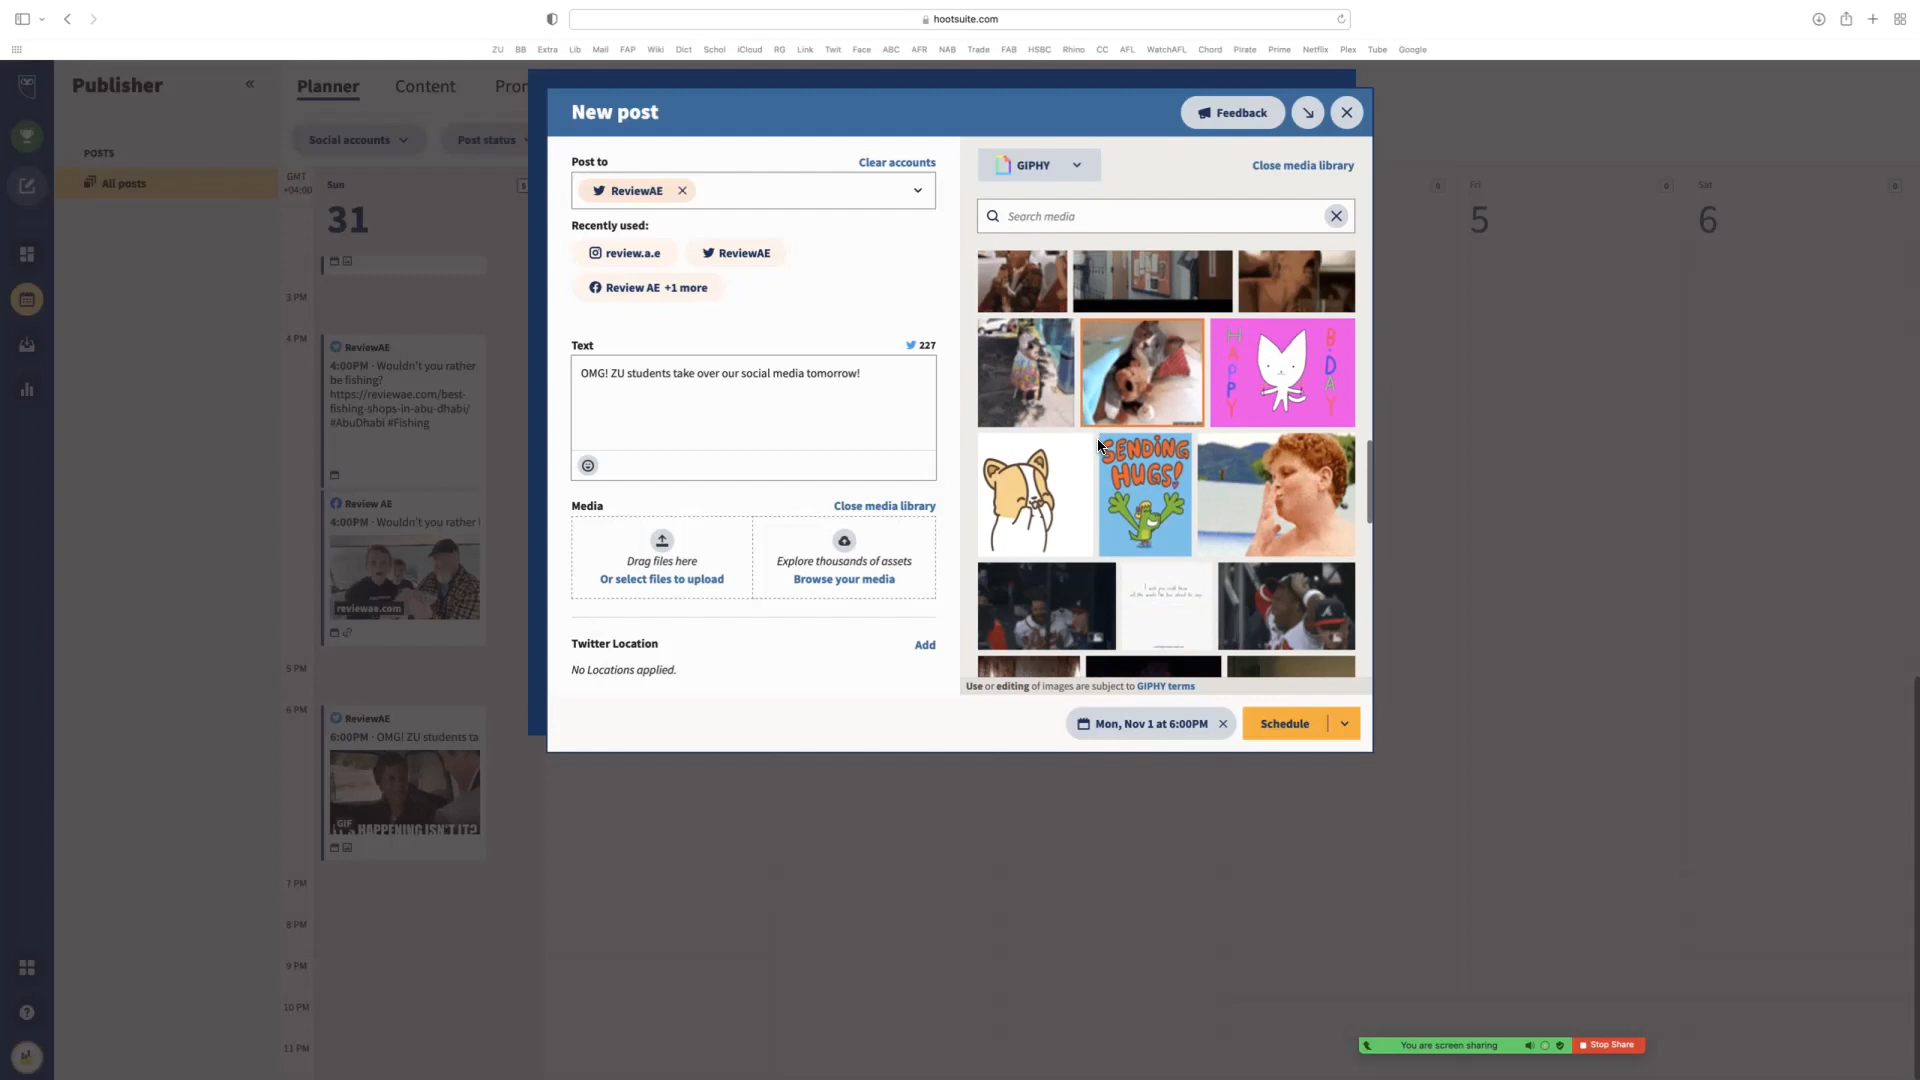 hootsuite.com
ZU BB Extra Lib Mail FAP Wiki Dict Schol iCloud RG Link Twit Face ABC AFR NAB Trade FAB HSBC Rhino CC AFL WatchAFL Chord Pirate Prime Netflix Plex Tube Google
Publisher
Planner Content
POSTS
All posts
Social accounts
Post status
GMT
+04:00
Sun
31
3 PM
4 PM
5 PM
6 PM
7 PM
8 PM
9 PM
10 PM
11 PM
ReviewAE
4:00PM · Wouldn't you rather
be fishing?
https://reviewae.com/best-
fishing-shops-in-abu-dhabi/
#AbuDhabi #Fishing
Review AE
4:00PM · Wouldn't you rather
reviewae.com
ReviewAE
6:00PM · OMG! ZU students ta
GIF
HAPPENING ISN'T IT?
New post
Feedback
Post to
Clear accounts
ReviewAE
Recently used:
review.a.e
ReviewAE
Review AE +1 more
Text
227
OMG! ZU students take over our social media tomorrow!
Media
Close media library
Drag files here
Or select files to upload
Explore thousands of assets
Browse your media
Twitter Location
Add
No Locations applied.
GIPHY
Close media library
Search media
HAPPY
B·DAY
SENDING
HUGS!
Use or editing of images are subject to GIPHY terms
Mon, Nov 1 at 6:00PM
Schedule
0
Fri
5
0
Sat
6
0
You are screen sharing
Stop Share